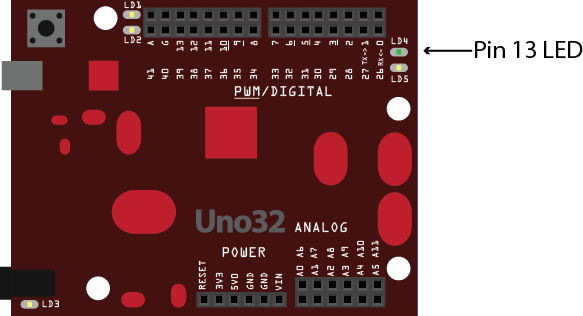 LD1
LD2
A G 13 12 11 10 9 8 7 6 5 4 3 2 TX->1 RX<-0
41 40 39 38 37 36 35 34 33 32 31 30 29 28 27 26
LD4
LD5
Pin 13 LED
PWM/DIGITAL
Uno32
ANALOG
POWER
RESET 3V3 5V0 GND GND VIN
A6 A7 A8 A9 A10 A11
A0 A1 A2 A3 A4 A5
LD3